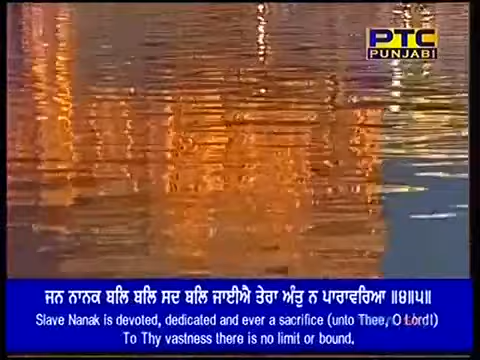 PTC
PUNJABI
ਜਨ ਨਾਨਕ ਬਲਿ ਬਲਿ ਸਦ ਬਲਿ ਜਾਈਐ ਤੇਰਾ ਅੰਤੁ ਨ ਪਾਰਾਵਰਿਆ ॥੪॥੫॥
Slave Nanak is devoted, dedicated and ever a sacrifice (unto Thee, O Lord!)
To Thy vastness there is no limit or bound.